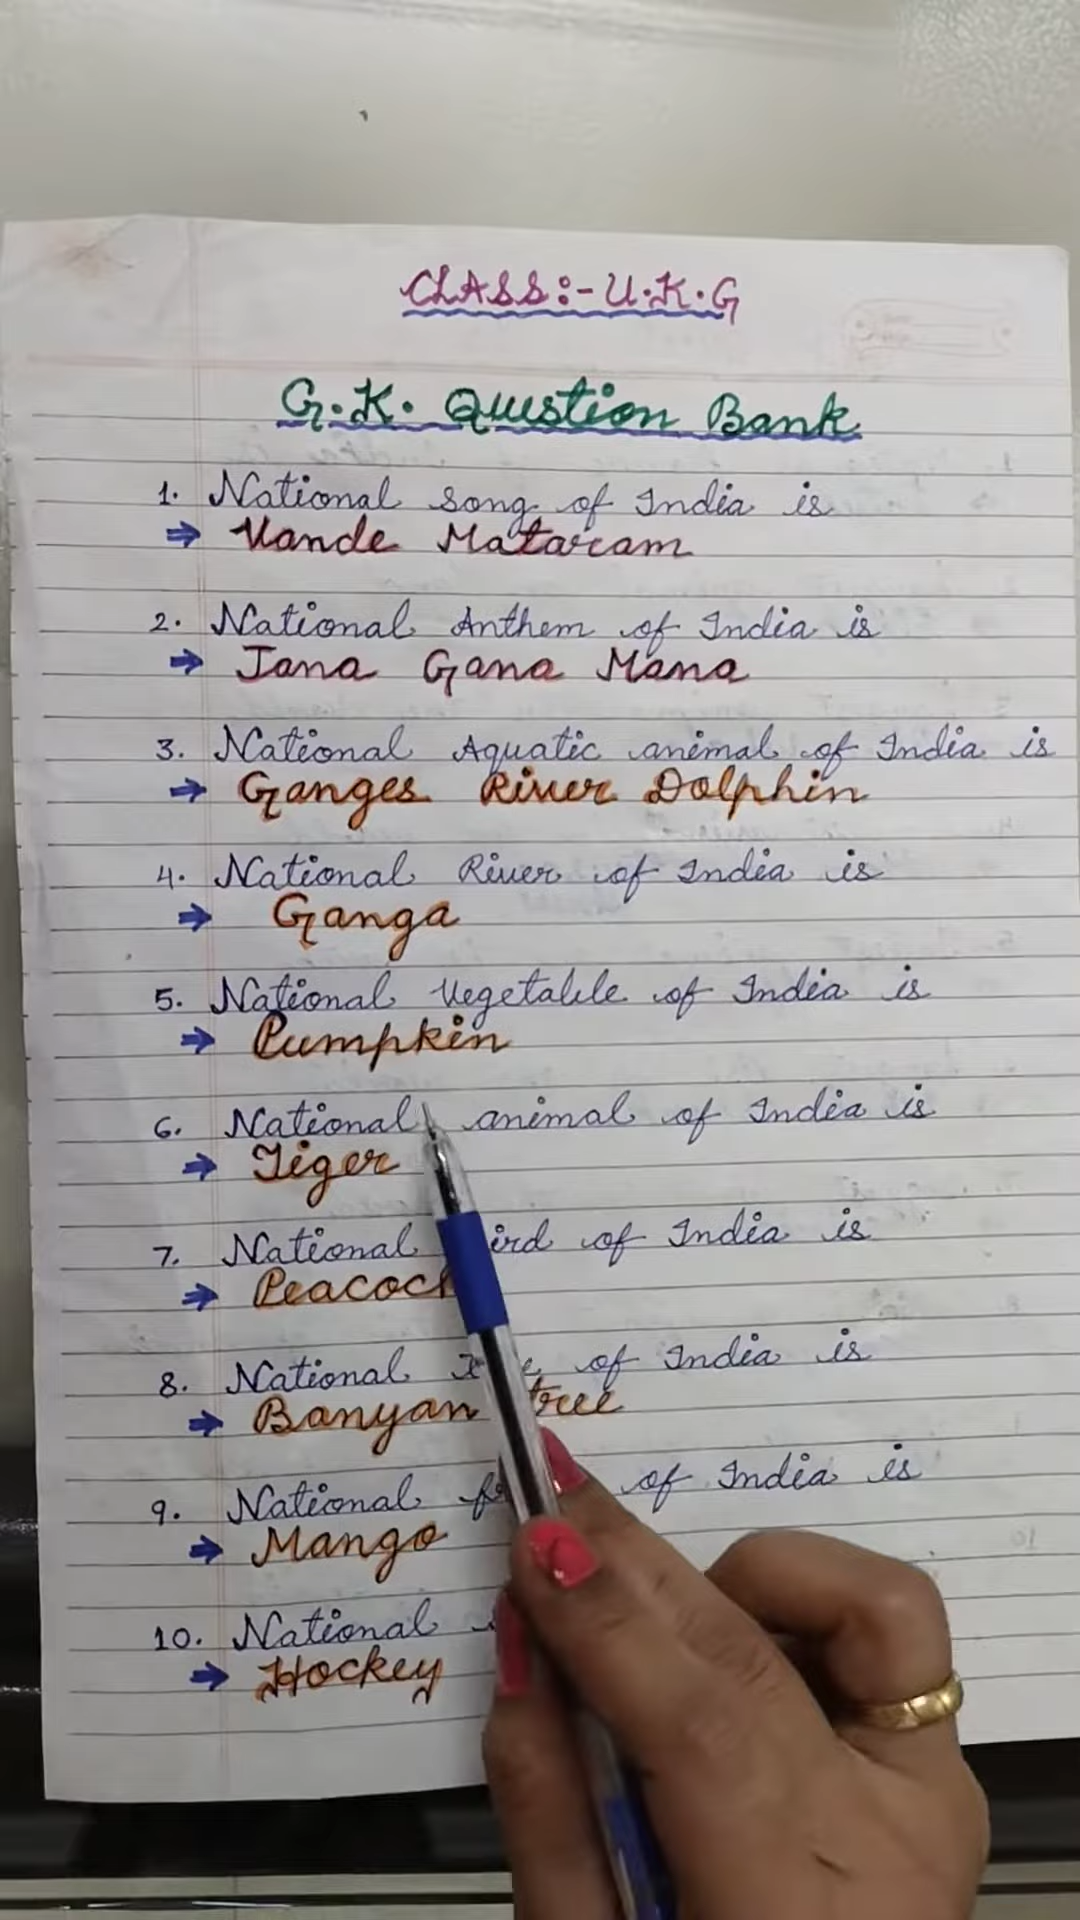 CLASS:- U.K.G
G.K. Question Bank
1. National song of India is
→ Vande Mataram
2. National Anthem of India is
→ Jana Gana Mana
3. National Aquatic animal of India is
→ Ganges River Dolphin
4. National River of India is
→ Ganga
5. National Vegetable of India is
→ Pumpkin
6. National animal of India is
→ Tiger
7. National ird of India is
→ Peacock
8. National of India is
→ Banyan tree
9. National of India is
→ Mango
10. National
→ Hockey